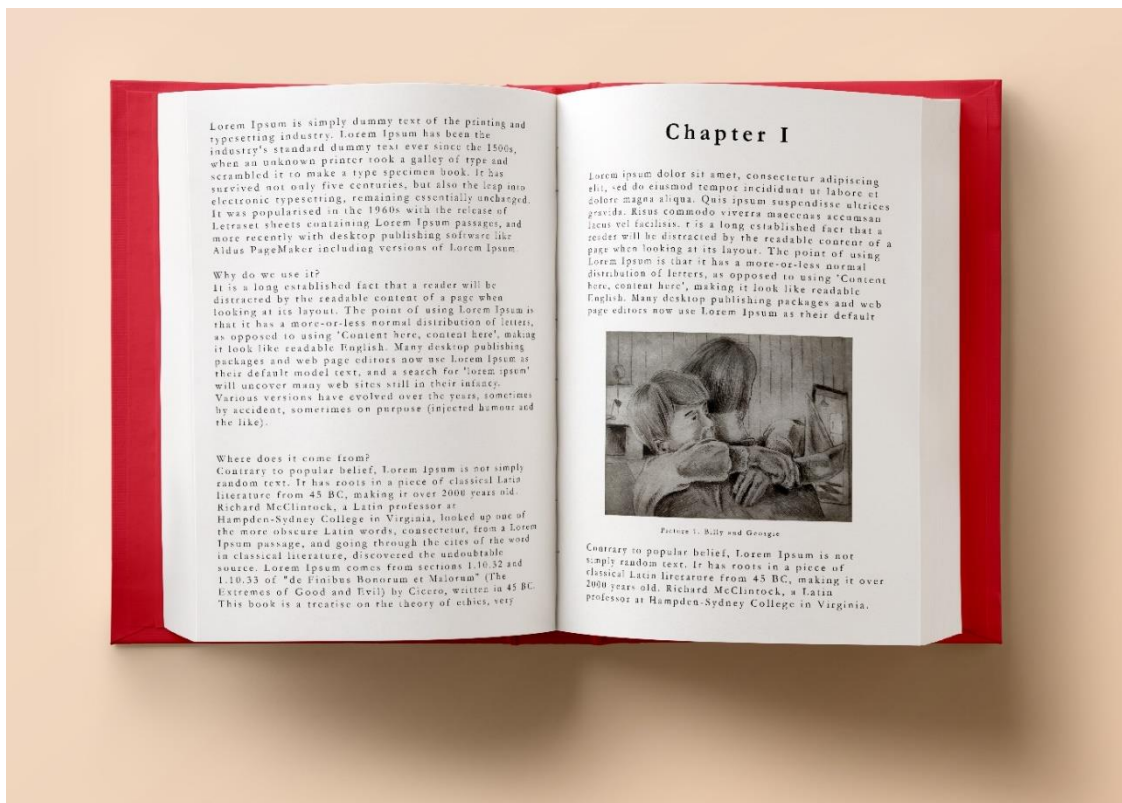 Lorem Ipsum is simply dummy text of the printing and
typesetting industry. Lorem Ipsum has been the
industry's standard dummy text ever since the 1500s,
when an unknown printer took a galley of type and
scrambled it to make a type specimen book. It has
survived not only five centuries, but also the leap into
electronic typesetting, remaining essentially unchanged.
It was popularised in the 1960s with the release of
Letraset sheets containing Lorem Ipsum passages, and
more recently with desktop publishing software like
Aldus PageMaker including versions of Lorem Ipsum.
Why do we use it?
It is a long established fact that a reader will be
distracted by the readable content of a page when
looking at its layout. The point of using Lorem Ipsum is
that it has a more-or-less normal distribution of letters,
as opposed to using 'Content here, content here', making
it look like readable English. Many desktop publishing
packages and web page editors now use Lorem Ipsum as
their default model text, and a search for 'lorem ipsum'
will uncover many web sites still in their infancy.
Various versions have evolved over the years, sometimes
by accident, sometimes on purpose (injected humour and
the like).
Where does it come from?
Contrary to popular belief, Lorem Ipsum is not simply
random text. It has roots in a piece of classical Latin
literature from 45 BC, making it over 2000 years old.
Richard McClintock, a Latin professor at
Hampden-Sydney College in Virginia, looked up one of
the more obscure Latin words, consectetur, from a Lorem
Ipsum passage, and going through the cites of the word
in classical literature, discovered the undoubtable
source. Lorem Ipsum comes from sections 1.10.32 and
1.10.33 of "de Finibus Bonorum et Malorum" (The
Extremes of Good and Evil) by Cicero, written in 45 BC.
This book is a treatise on the theory of ethics, very
Chapter I
Lorem ipsum dolor sit amet, consectetur adipiscing
elit, sed do eiusmod tempor incididunt ut labore et
dolore magna aliqua. Quis ipsum suspendisse ultrices
gravida. Risus commodo viverra maecenas accumsan
lacus vel facilisis. t is a long established fact that a
reader will be distracted by the readable content of a
page when looking at its layout. The point of using
Lorem Ipsum is that it has a more-or-less normal
distribution of letters, as opposed to using 'Content
here, content here', making it look like readable
English. Many desktop publishing packages and web
page editors now use Lorem Ipsum as their default
Picture 1. Billy and Georgie
Contrary to popular belief, Lorem Ipsum is not
simply random text. It has roots in a piece of
classical Latin literature from 45 BC, making it over
2000 years old. Richard McClintock, a Latin
professor at Hampden-Sydney College in Virginia.